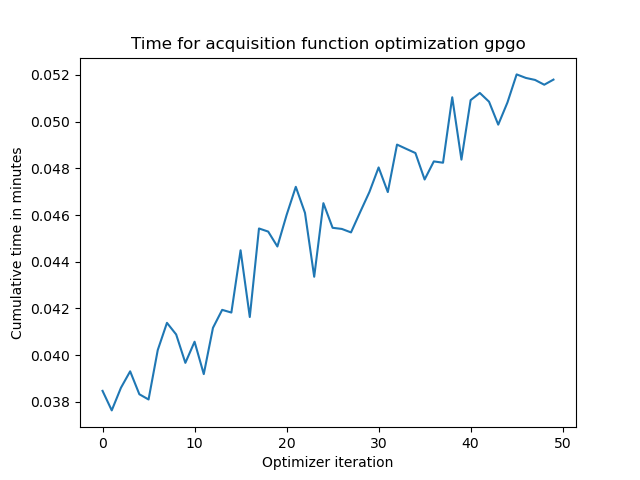 Time for acquisition function optimization gpgo
Cumulative time in minutes
0.052
0.050
0.048
0.046
0.044
0.042
0.040
0.038
0 10 20 30 40 50
Optimizer iteration